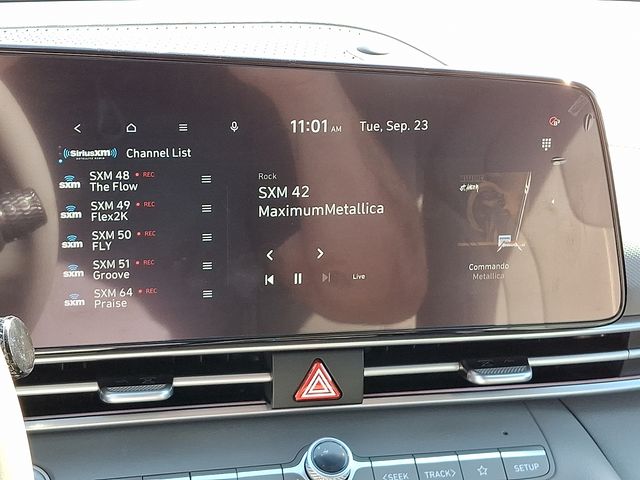 11:01 AM Tue, Sep. 23
SiriusXM Channel List
SXM 48 • REC
The Flow
SXM 49 • REC
Flex2K
SXM 50 • REC
FLY
SXM 51 • REC
Groove
SXM 64 • REC
Praise
sxm
sxm
sxm
sxm
sxm
Rock
SXM 42
MaximumMetallica
Live
Commando
Metallica
<SEEK
TRACK>
SETUP